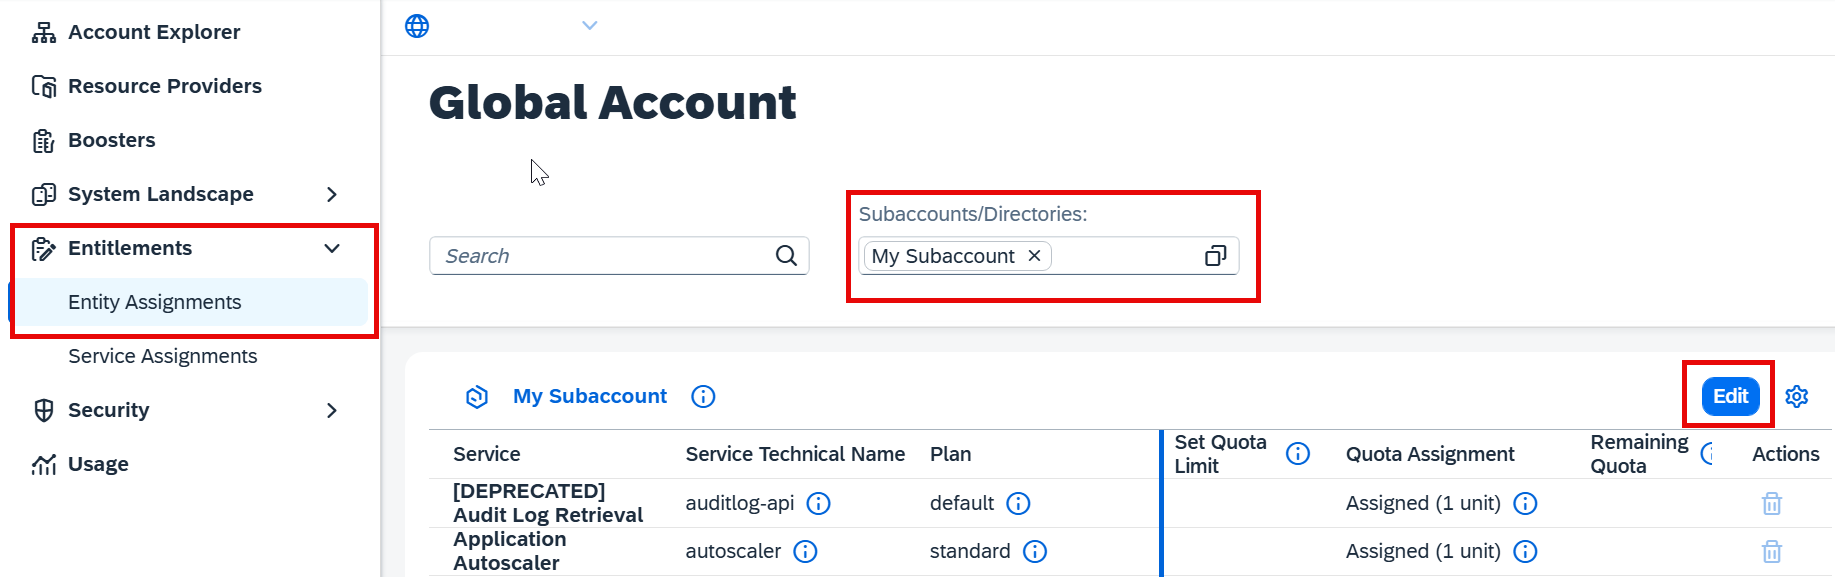 Account Explorer
Resource Providers
Boosters
System Landscape
Entitlements
Entity Assignments
Service Assignments
Security
Usage
Global Account
Search
Subaccounts/Directories:
My Subaccount
My Subaccount
Edit
Service
Service Technical Name
Plan
Set Quota
Limit
Quota Assignment
Remaining
Quota
Actions
[DEPRECATED]
Audit Log Retrieval
auditlog-api
default
Assigned (1 unit)
Application
Autoscaler
autoscaler
standard
Assigned (1 unit)